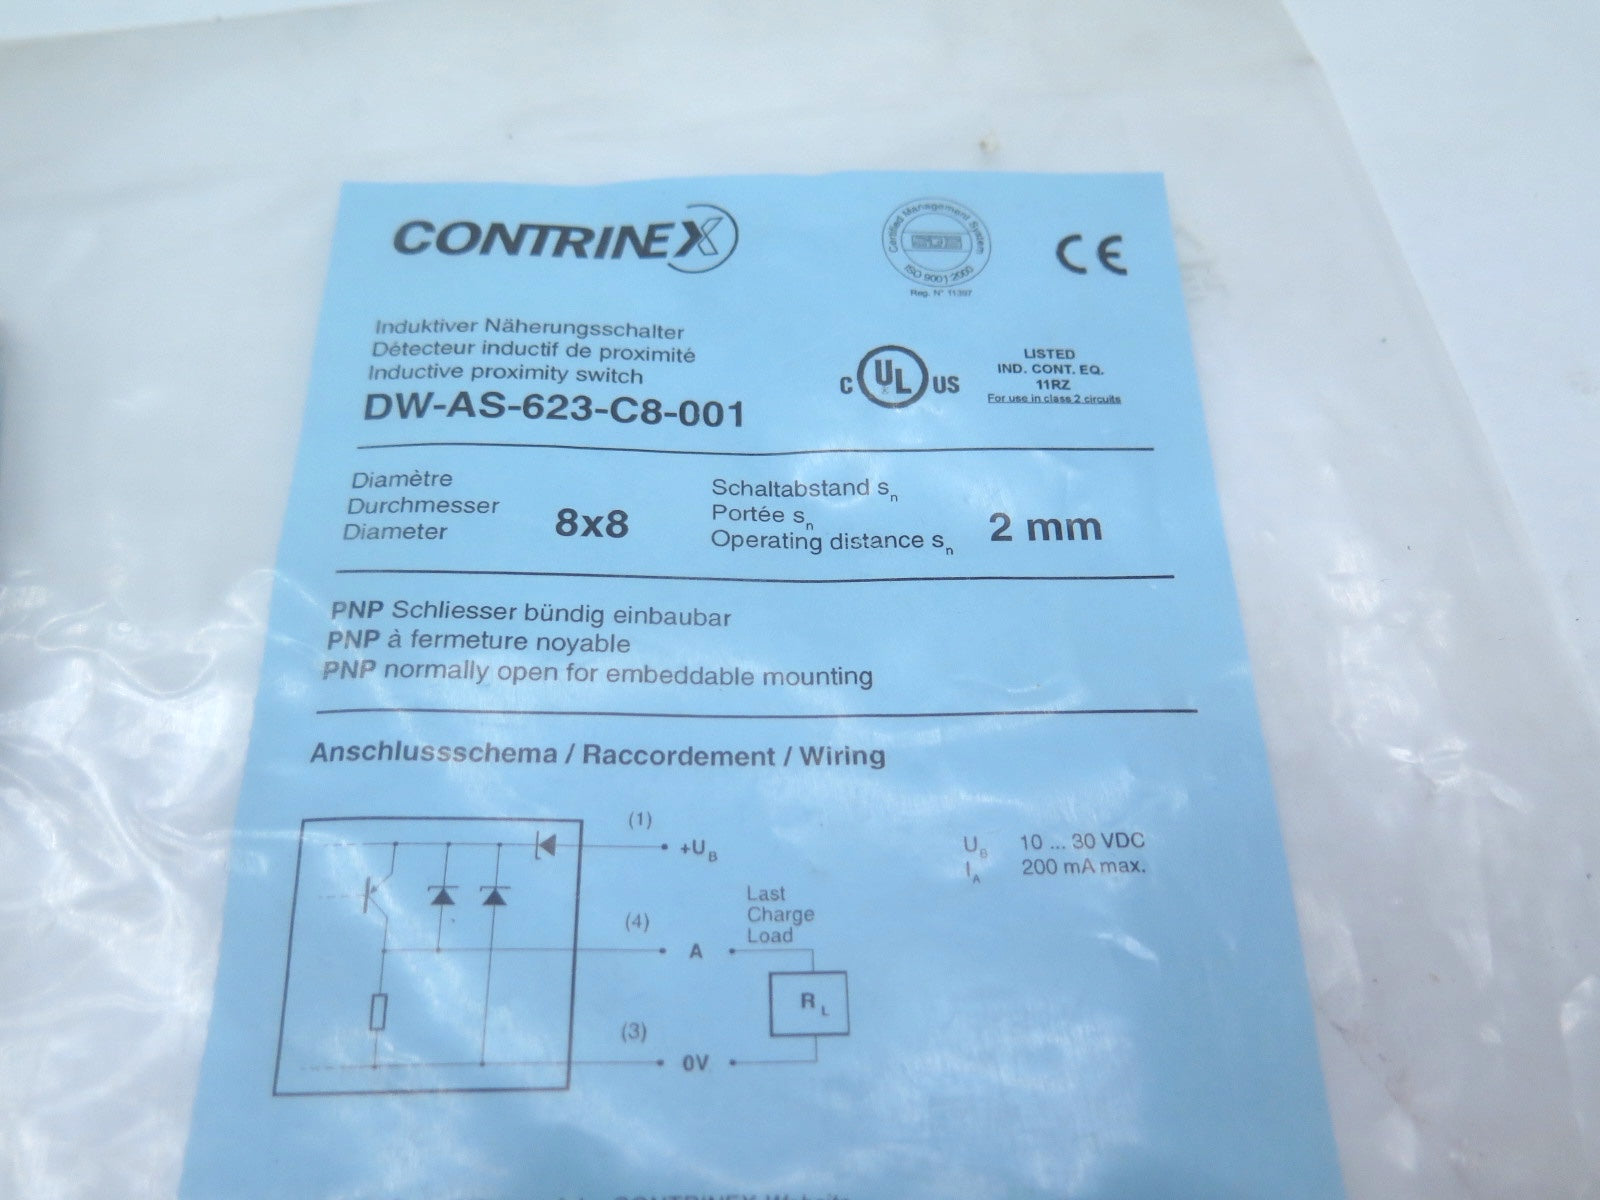 CONTRINEX
Certified Management System
SQS
ISO 9001:2000
Reg. N° 11397
CE
Induktiver Näherungsschalter
Détecteur inductif de proximité
Inductive proximity switch
DW-AS-623-C8-001
C UL US
LISTED
IND. CONT. EQ.
11RZ
For use in class 2 circuits
Diamètre
Durchmesser
Diameter
8x8
Schaltabstand sn
Portée sn
Operating distance sn
2 mm
PNP Schliesser bündig einbaubar
PNP à fermeture noyable
PNP normally open for embeddable mounting
Anschlussschema / Raccordement / Wiring
(1)
+UB
UB 10 ... 30 VDC
IA 200 mA max.
Last
Charge
Load
(4)
A
RL
(3)
0V
CONTRINEX Website